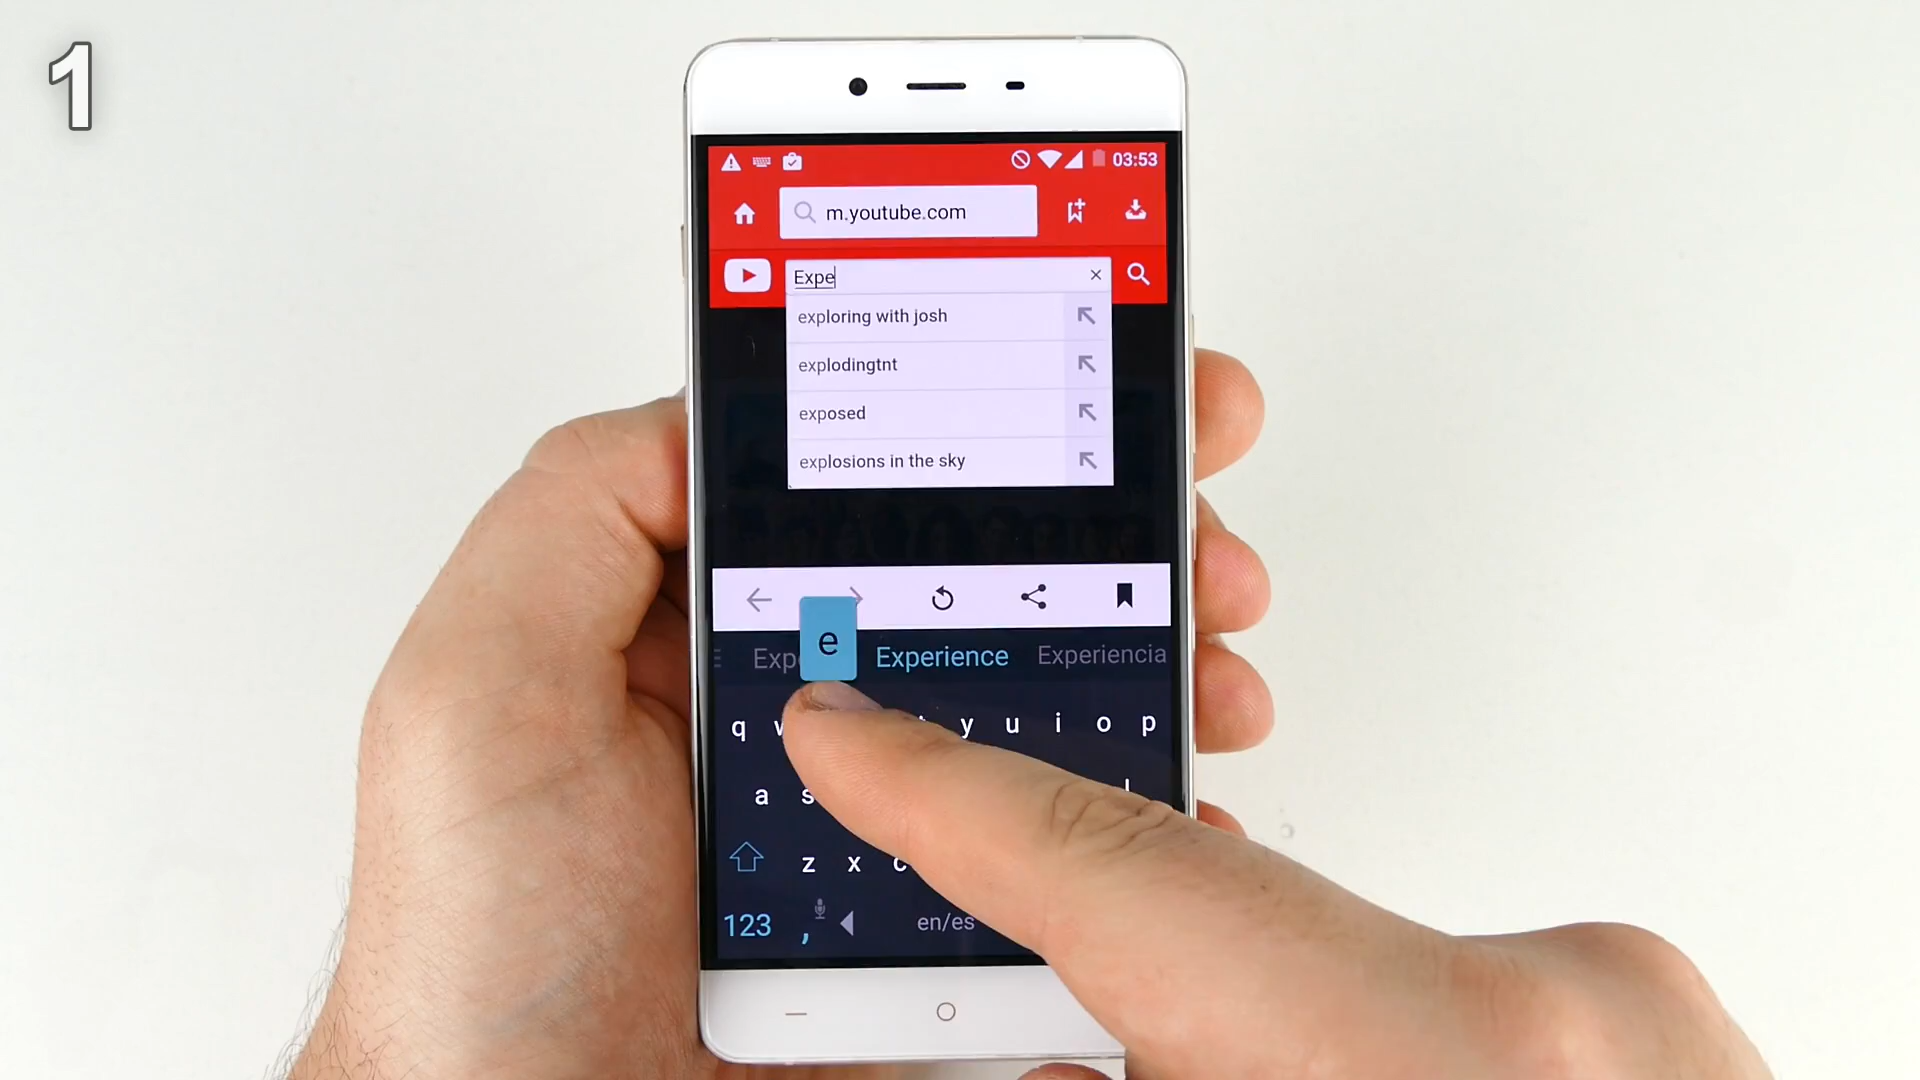 1
03:53
m.youtube.com
Expe
exploring with josh
explodingtnt
exposed
explosions in the sky
e
Experience Experiencia
q y u i o p
a s
z x c
123 , en/es